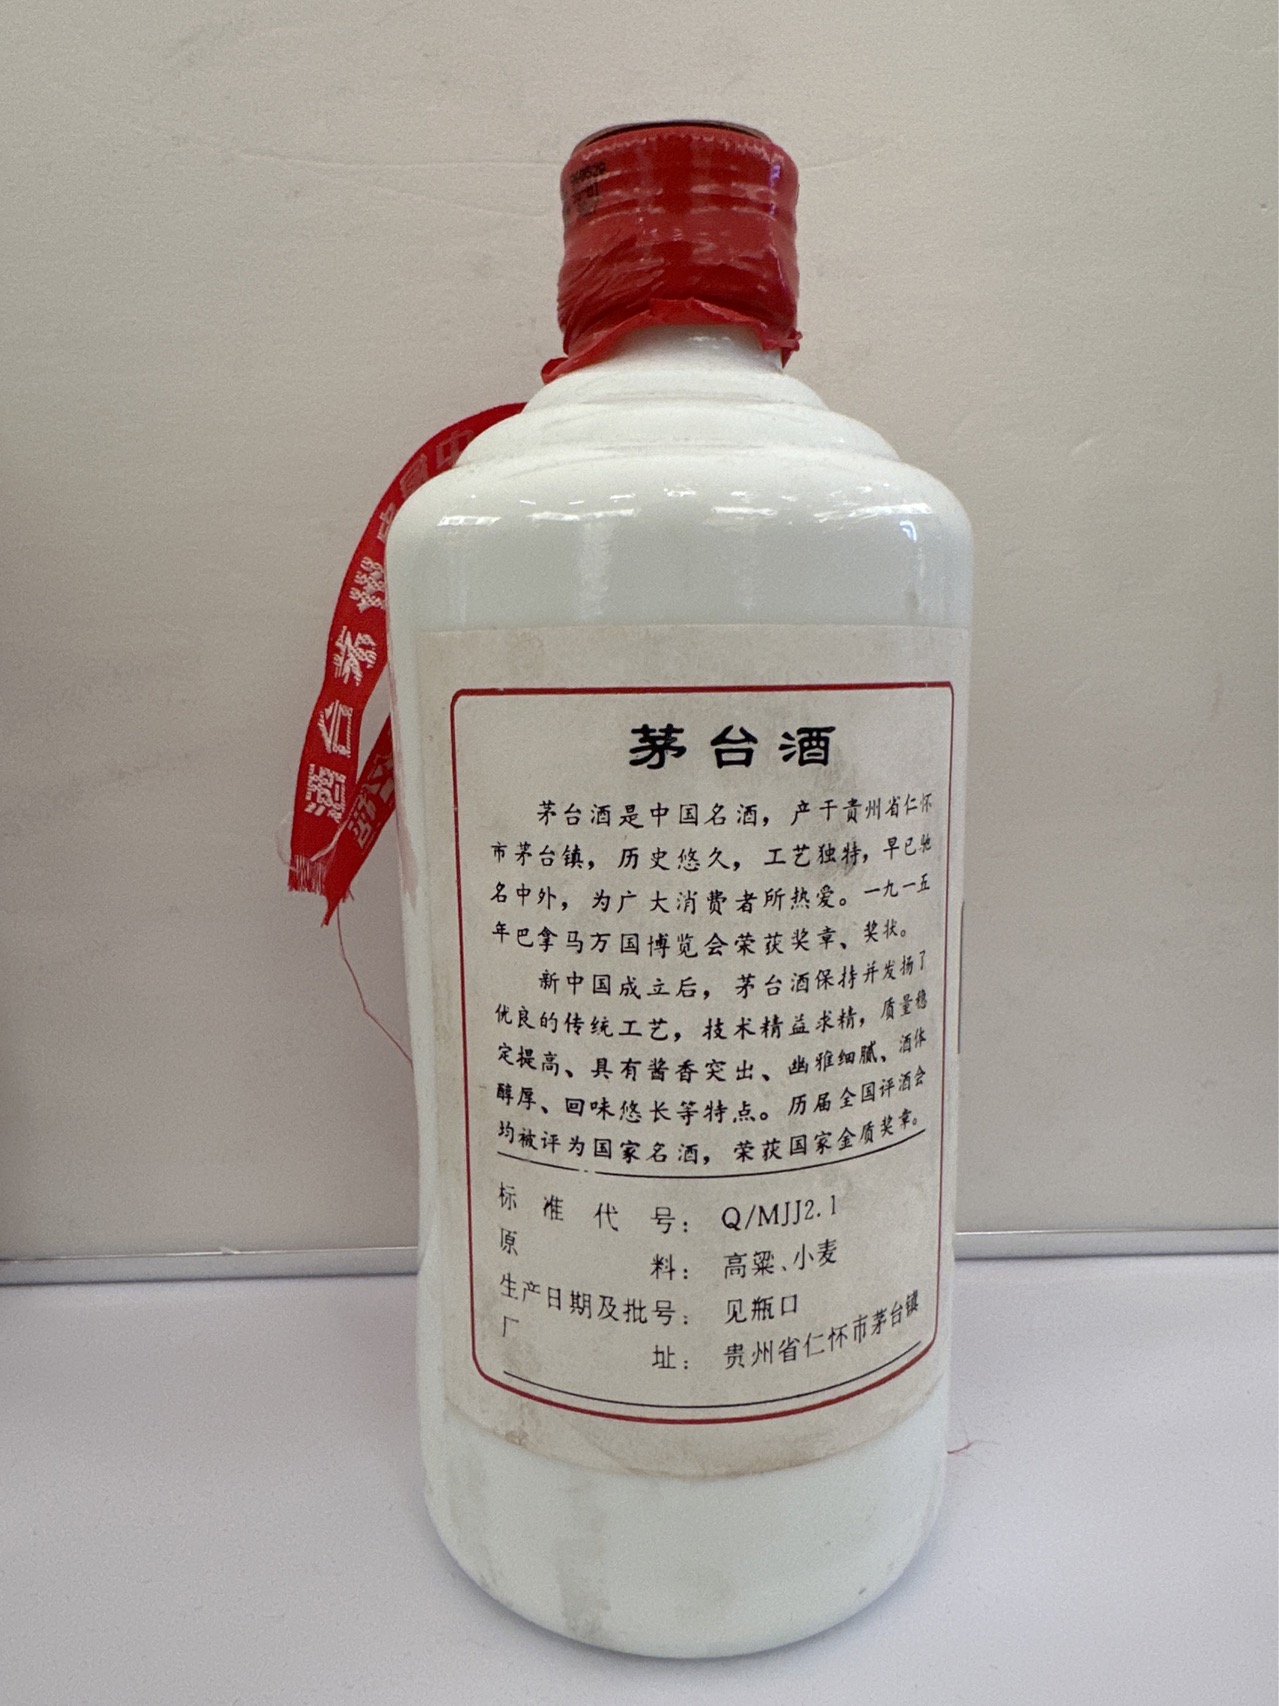 中国贵州茅台酒
茅台酒
茅台酒是中国名酒，产于贵州省仁怀
市茅台镇，历史悠久，工艺独特，早已驰
名中外，为广大消费者所热爱。一九一五
年巴拿马万国博览会荣获奖章、奖状。
新中国成立后，茅台酒保持并发扬了
优良的传统工艺，技术精益求精，质量稳
定提高、具有酱香突出、幽雅细腻、酒体
醇厚、回味悠长等特点。历届全国评酒会
均被评为国家名酒，荣获国家金质奖章。
标准代号：Q/MJJ2.1
原料：高粱、小麦
生产日期及批号：见瓶口
厂址：贵州省仁怀市茅台镇